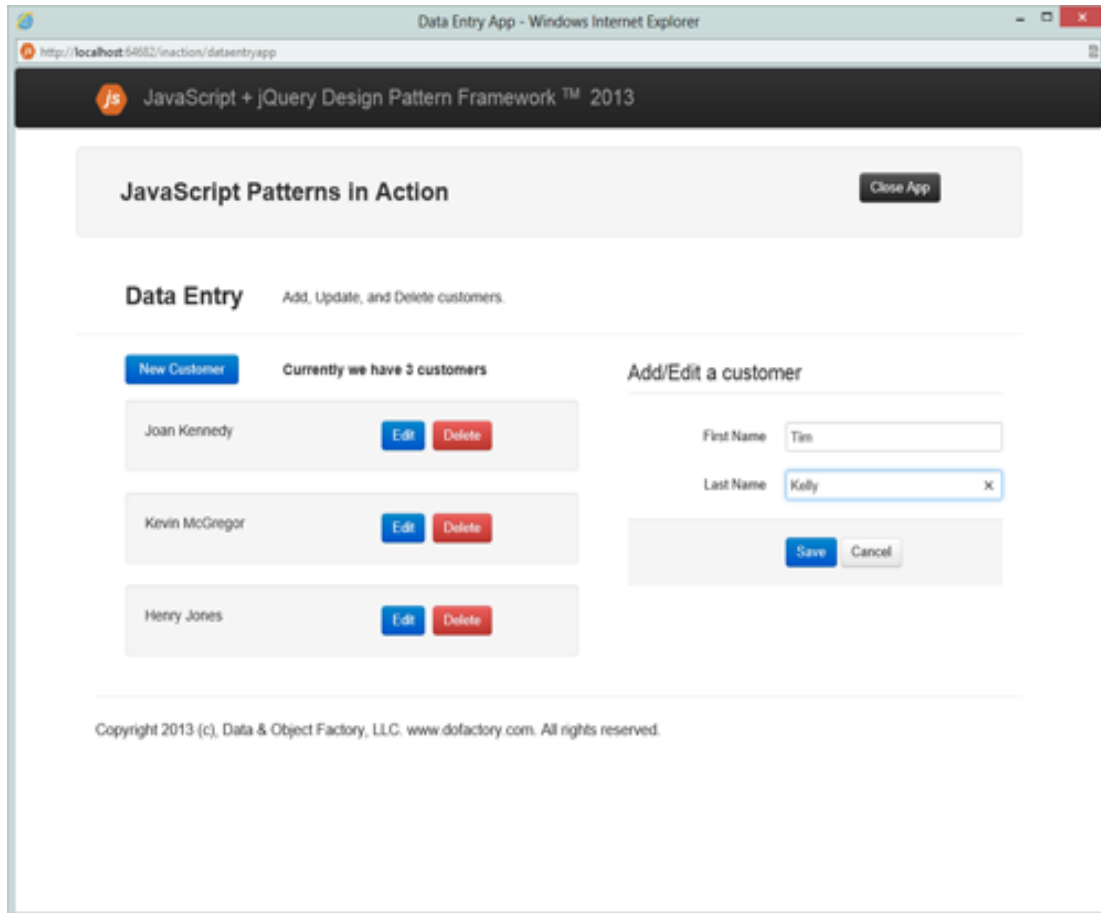 Data Entry App - Windows Internet Explorer
http://localhost:64682/inaction/dataentryapp
js JavaScript + jQuery Design Pattern Framework ™ 2013
JavaScript Patterns in Action
Close App
Data Entry
Add, Update, and Delete customers.
New Customer
Currently we have 3 customers
Joan Kennedy
Edit
Delete
Kevin McGregor
Edit
Delete
Henry Jones
Edit
Delete
Add/Edit a customer
First Name
Tim
Last Name
Kelly
Save
Cancel
Copyright 2013 (c), Data & Object Factory, LLC. www.dofactory.com. All rights reserved.